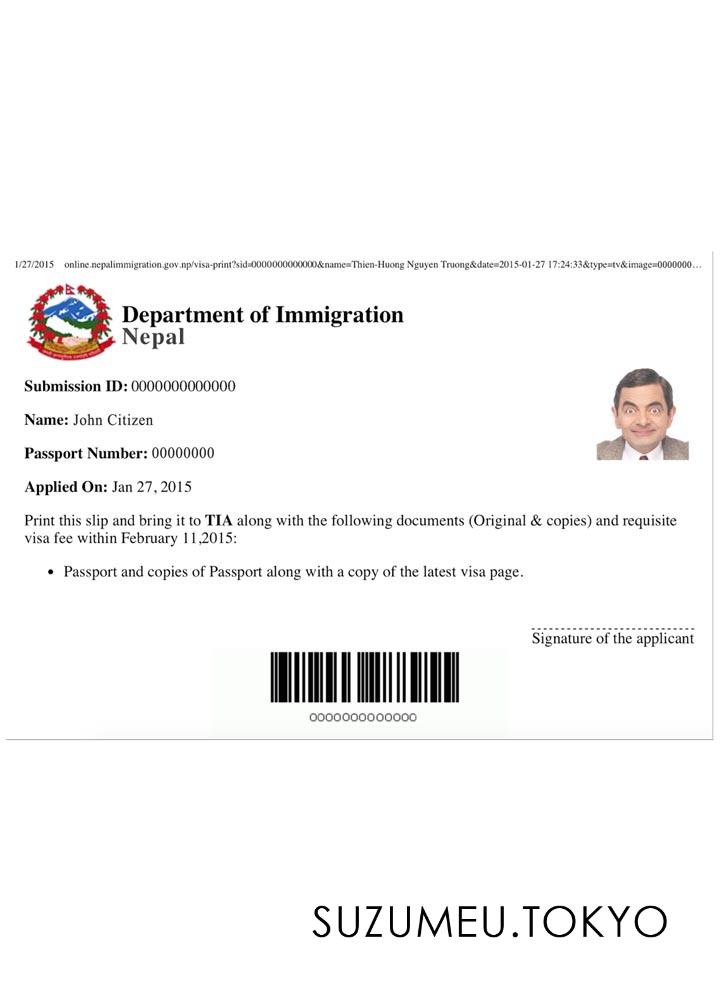 1/27/2015 online.nepalimmigration.gov.np/visa-print?sid=0000000000000&name=Thien-Huong Nguyen Truong&date=2015-01-27 17:24:33&type=tv&image=0000000…
Department of Immigration
Nepal
Submission ID: 0000000000000
Name: John Citizen
Passport Number: 00000000
Applied On: Jan 27, 2015
Print this slip and bring it to TIA along with the following documents (Original & copies) and requisite
visa fee within February 11,2015:
• Passport and copies of Passport along with a copy of the latest visa page.
Signature of the applicant
0000000000000
SUZUMEU.TOKYO